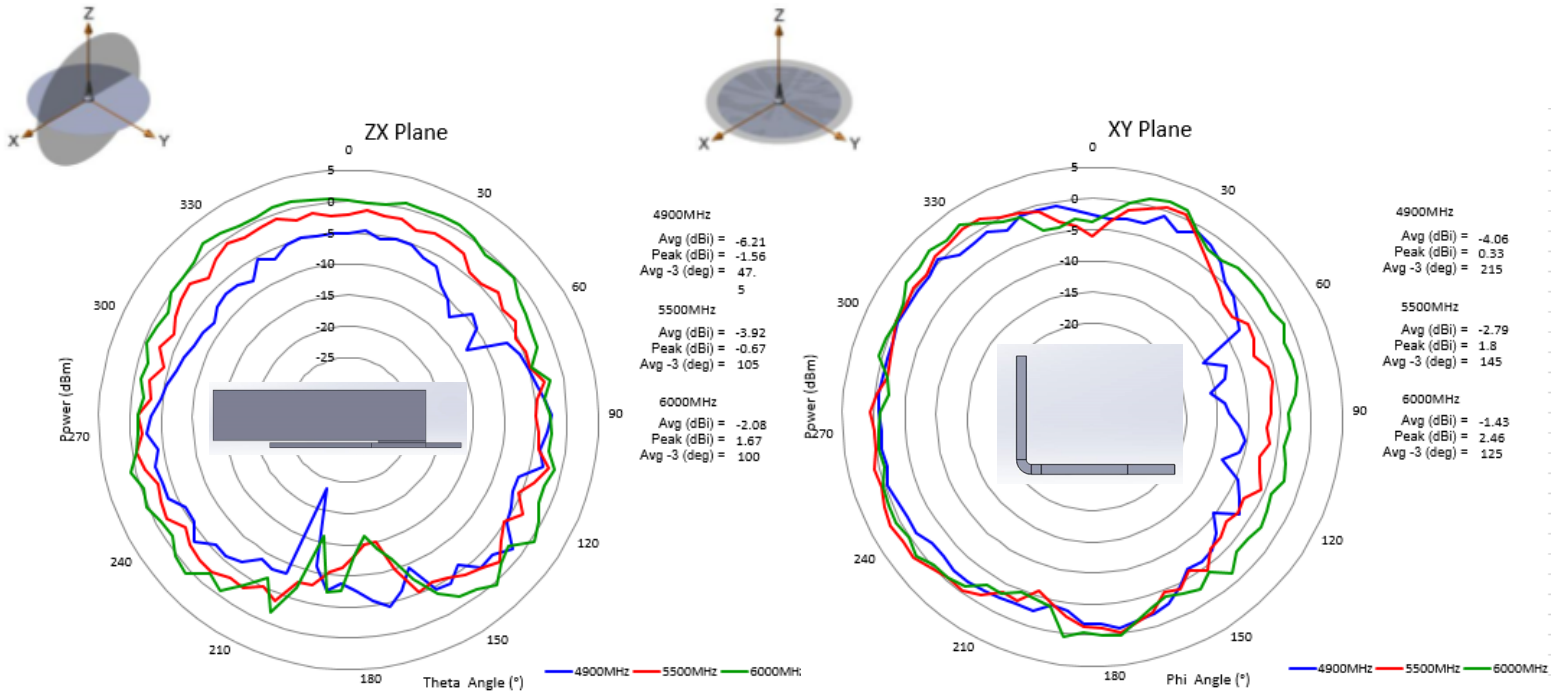 Z
X
Y
ZX Plane
0
5
0
-5
-10
-15
-20
-25
30
60
90
120
150
180
210
240
270
300
330
Power (dBm)
Theta Angle (°)
4900MHz
5500MHz
6000MH
4900MHz
Avg (dBi) = -6.21
Peak (dBi) = -1.56
Avg -3 (deg) = 47.
5
5500MHz
Avg (dBi) = -3.92
Peak (dBi) = -0.67
Avg -3 (deg) = 105
6000MHz
Avg (dBi) = -2.08
Peak (dBi) = 1.67
Avg -3 (deg) = 100
Z
X
Y
XY Plane
0
5
0
-5
-10
-15
-20
30
60
90
120
150
180
210
240
270
300
330
Power (dBm)
Phi Angle (°)
4900MHz
5500MHz
6000MHz
4900MHz
Avg (dBi) = -4.06
Peak (dBi) = 0.33
Avg -3 (deg) = 215
5500MHz
Avg (dBi) = -2.79
Peak (dBi) = 1.8
Avg -3 (deg) = 145
6000MHz
Avg (dBi) = -1.43
Peak (dBi) = 2.46
Avg -3 (deg) = 125